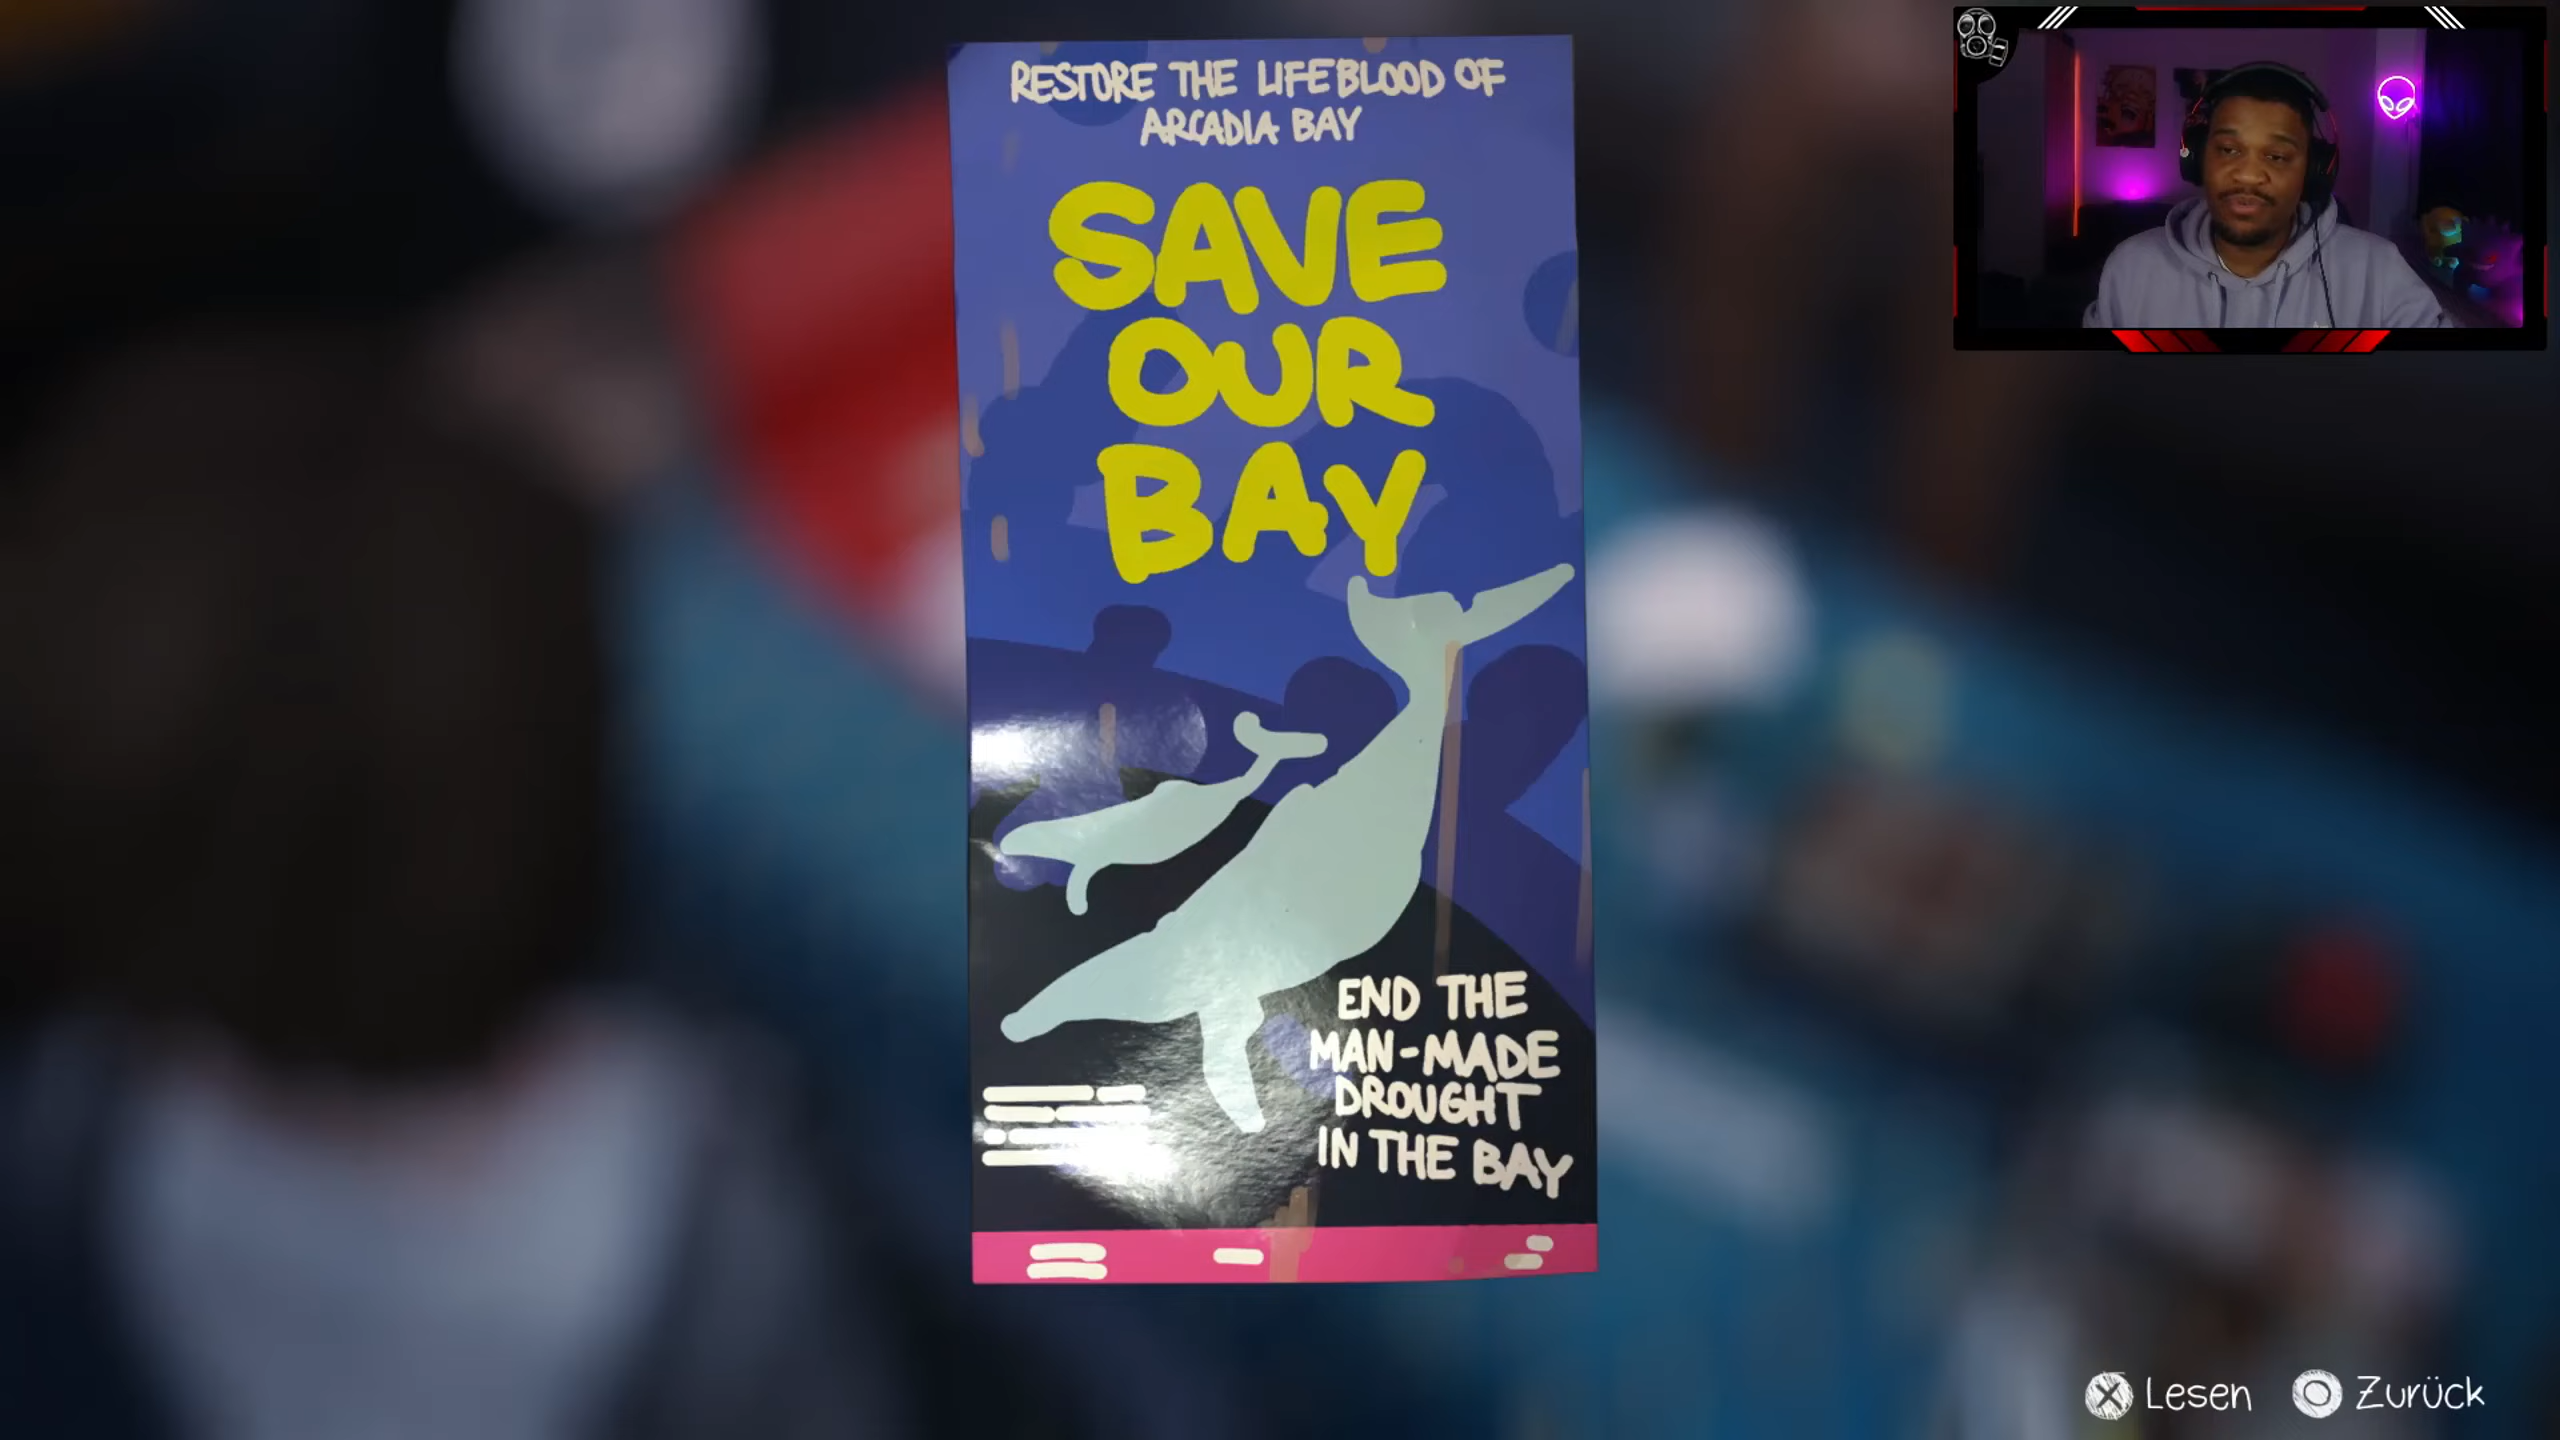 RESTORE THE LIFEBLOOD OF
ARCADIA BAY
SAVE
OUR
BAY
END THE
MAN-MADE
DROUGHT
IN THE BAY
Lesen
Zurück